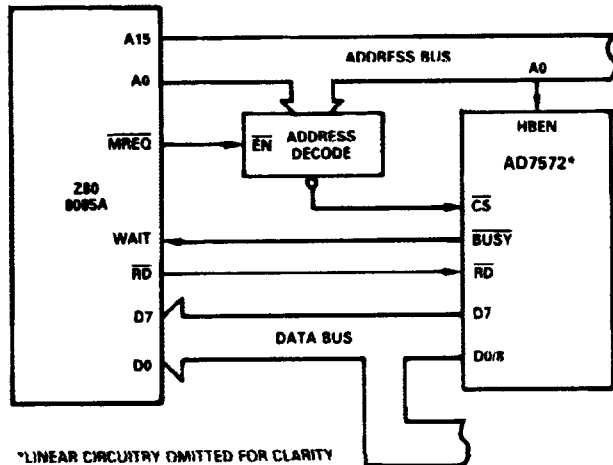 A15
ADDRESS BUS
A0
A0
HBEN
MREQ
EN
ADDRESS
DECODE
AD7572*
Z80
8085A
CS
WAIT
BUSY
RD
RD
D7
D7
DATA BUS
D0
D0/8
*LINEAR CIRCUITRY OMITTED FOR CLARITY